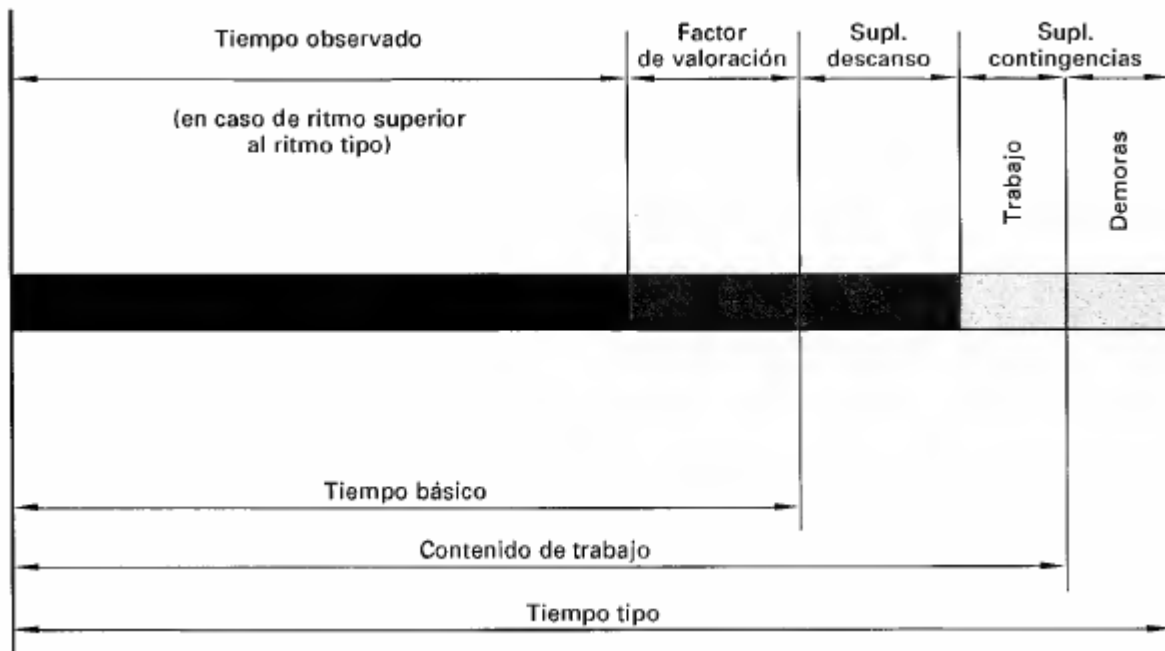 Tiempo observado
(en caso de ritmo superior
al ritmo tipo)
Factor
de valoración
Supl.
descanso
Supl.
contingencias
Trabajo
Demoras
Tiempo básico
Contenido de trabajo
Tiempo tipo